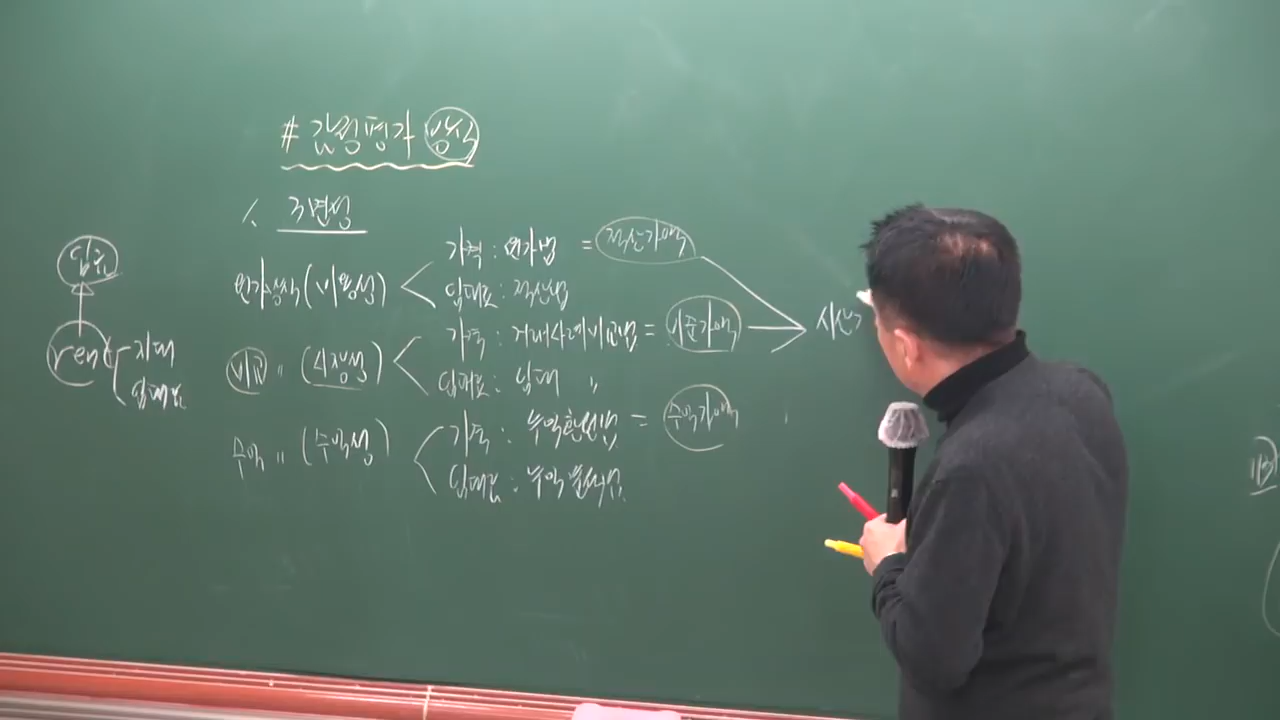 # 감정평가 방식
1. 3면성
원가방식 (비용성)
가격 : 원가법 = 적산가액
임대료 : 적산법
비교 〃 (시장성)
가격 : 거래사례비교법 = 비준가액
임대료 : 임대 〃
수익 〃 (수익성)
가격 : 수익환원법 = 수익가액
임대료 : 수익분석법
시산
rent
지대
임대료